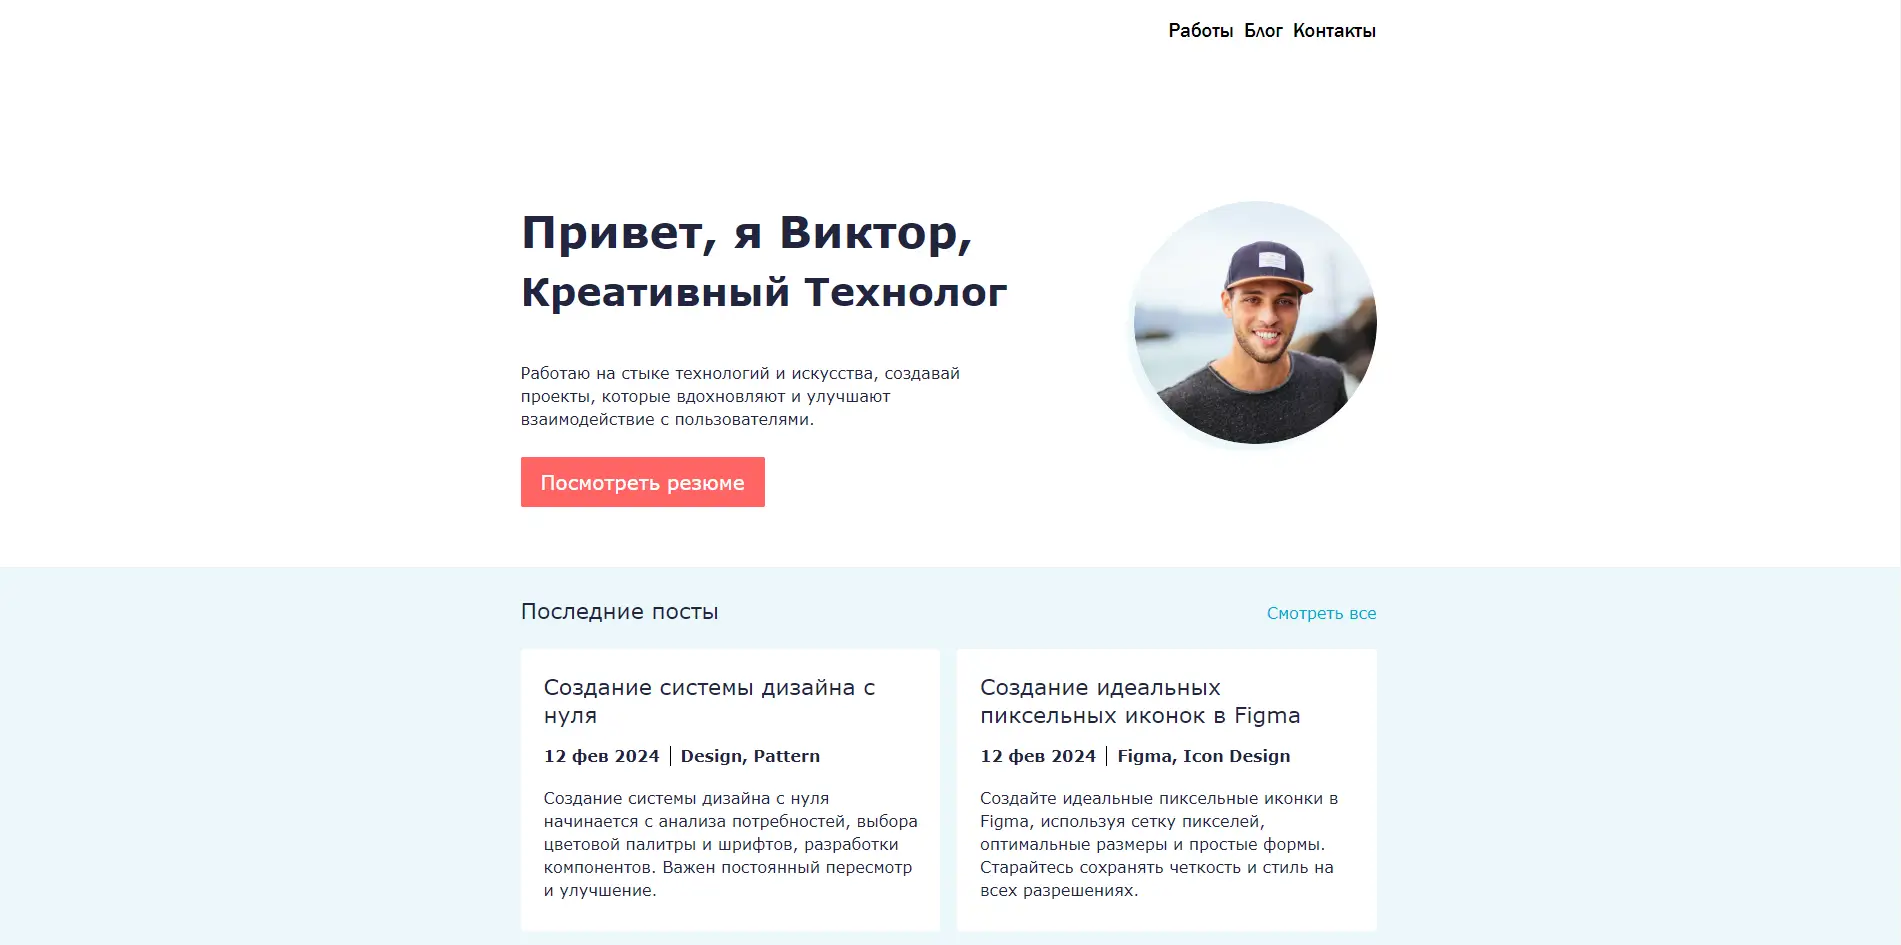 Работы Блог Контакты
Привет, я Виктор,
Креативный Технолог
Работаю на стыке технологий и искусства, создавай
проекты, которые вдохновляют и улучшают
взаимодействие с пользователями.
Посмотреть резюме
Последние посты
Смотреть все
Создание системы дизайна с
нуля
12 фев 2024 | Design, Pattern
Создание системы дизайна с нуля
начинается с анализа потребностей, выбора
цветовой палитры и шрифтов, разработки
компонентов. Важен постоянный пересмотр
и улучшение.
Создание идеальных
пиксельных иконок в Figma
12 фев 2024 | Figma, Icon Design
Создайте идеальные пиксельные иконки в
Figma, используя сетку пикселей,
оптимальные размеры и простые формы.
Старайтесь сохранять четкость и стиль на
всех разрешениях.